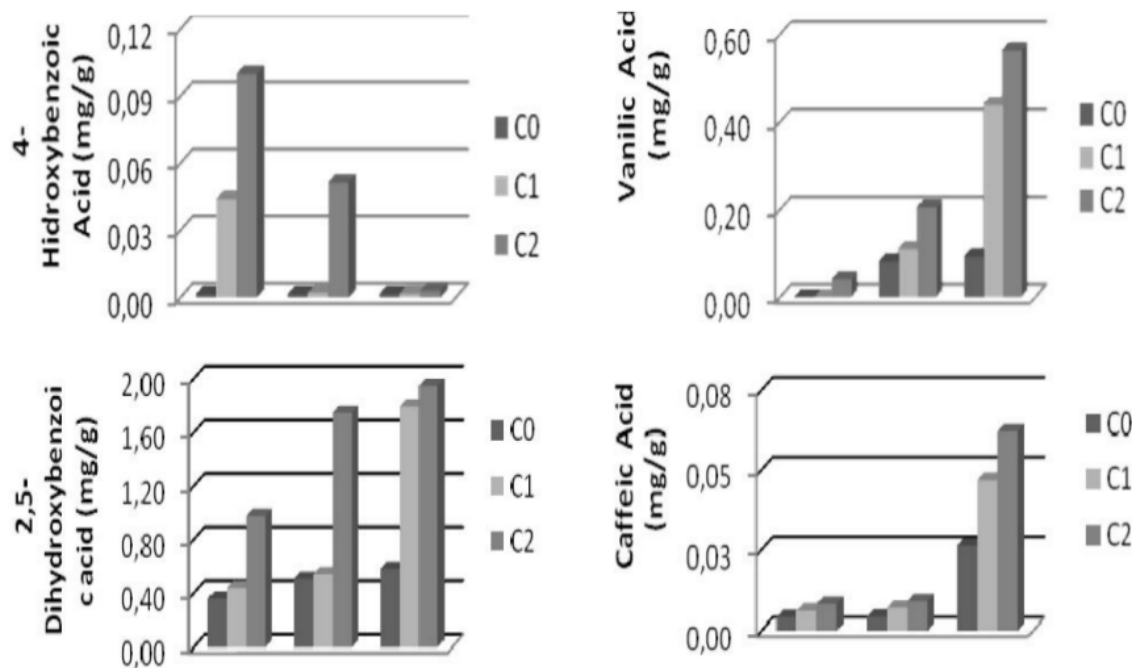 4-
Hidroxybenzoic
Acid (mg/g)
0,12
0,09
0,06
0,03
0,00
C0
C1
C2
Vanilic Acid
(mg/g)
0,60
0,40
0,20
0,00
C0
C1
C2
2,5-
Dihydroxybenzoi
c acid (mg/g)
2,00
1,60
1,20
0,80
0,40
0,00
C0
C1
C2
Caffeic Acid
(mg/g)
0,08
0,05
0,03
0,00
C0
C1
C2